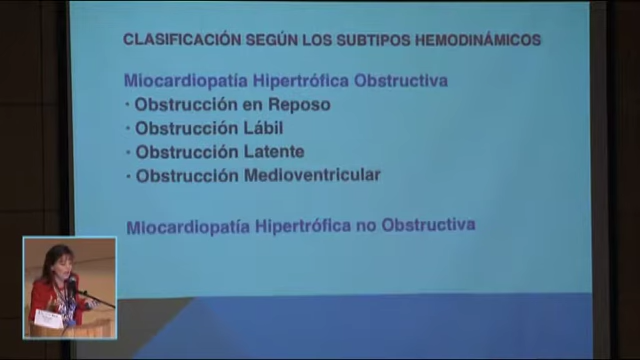 CLASIFICACIÓN SEGÚN LOS SUBTIPOS HEMODINÁMICOS
Miocardiopatía Hipertrófica Obstructiva
· Obstrucción en Reposo
· Obstrucción Lábil
· Obstrucción Latente
· Obstrucción Medioventricular
Miocardiopatía Hipertrófica no Obstructiva